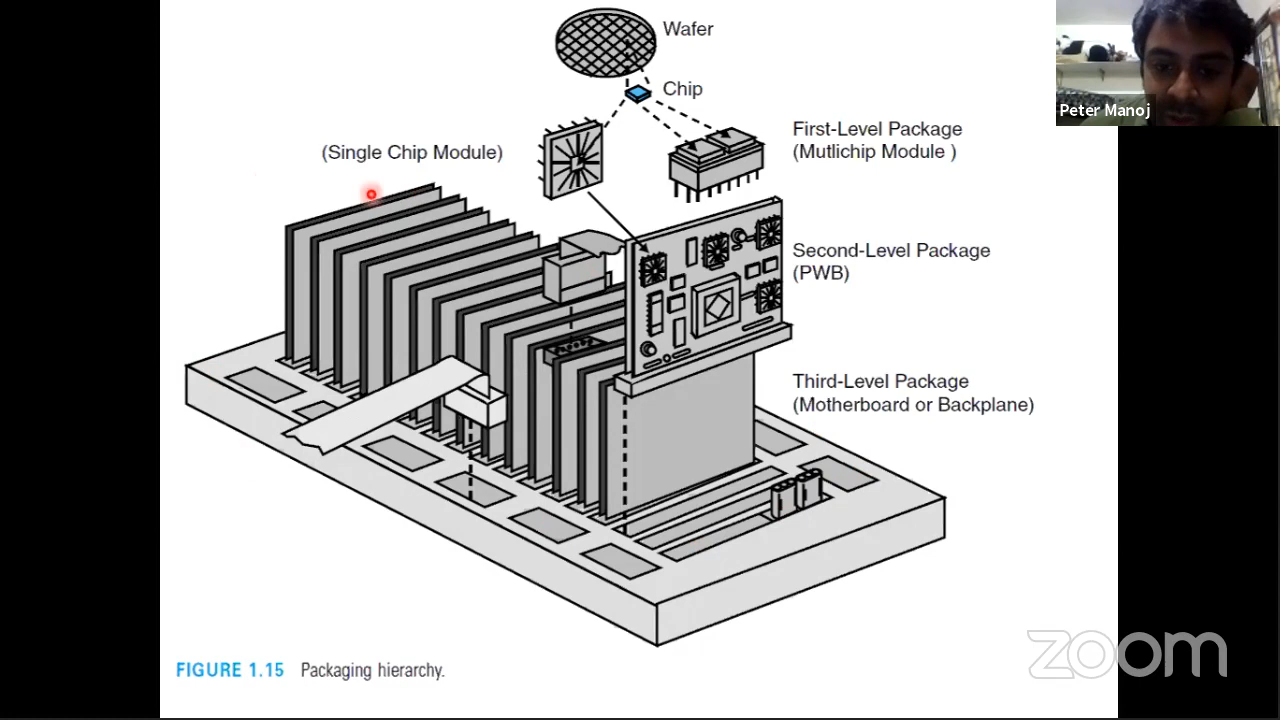 Wafer
Chip
Peter Manoj
First-Level Package
(Mutlichip Module )
(Single Chip Module)
Second-Level Package
(PWB)
Third-Level Package
(Motherboard or Backplane)
zoom
FIGURE 1.15 Packaging hierarchy.